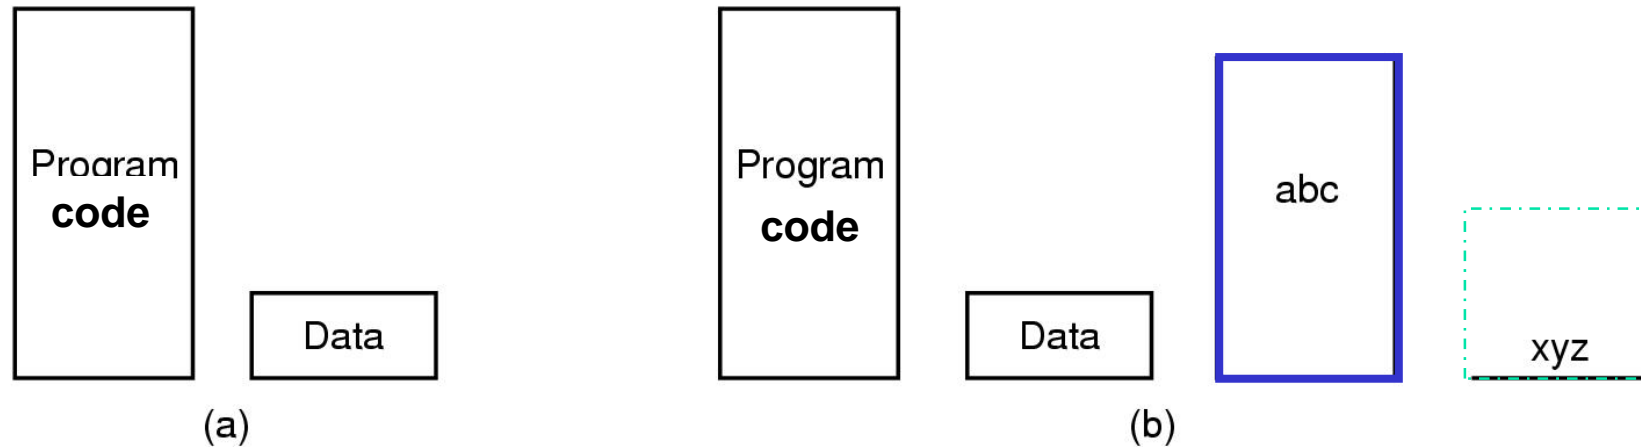 Program
code
Data
(a)
Program
code
Data
abc
xyz
(b)